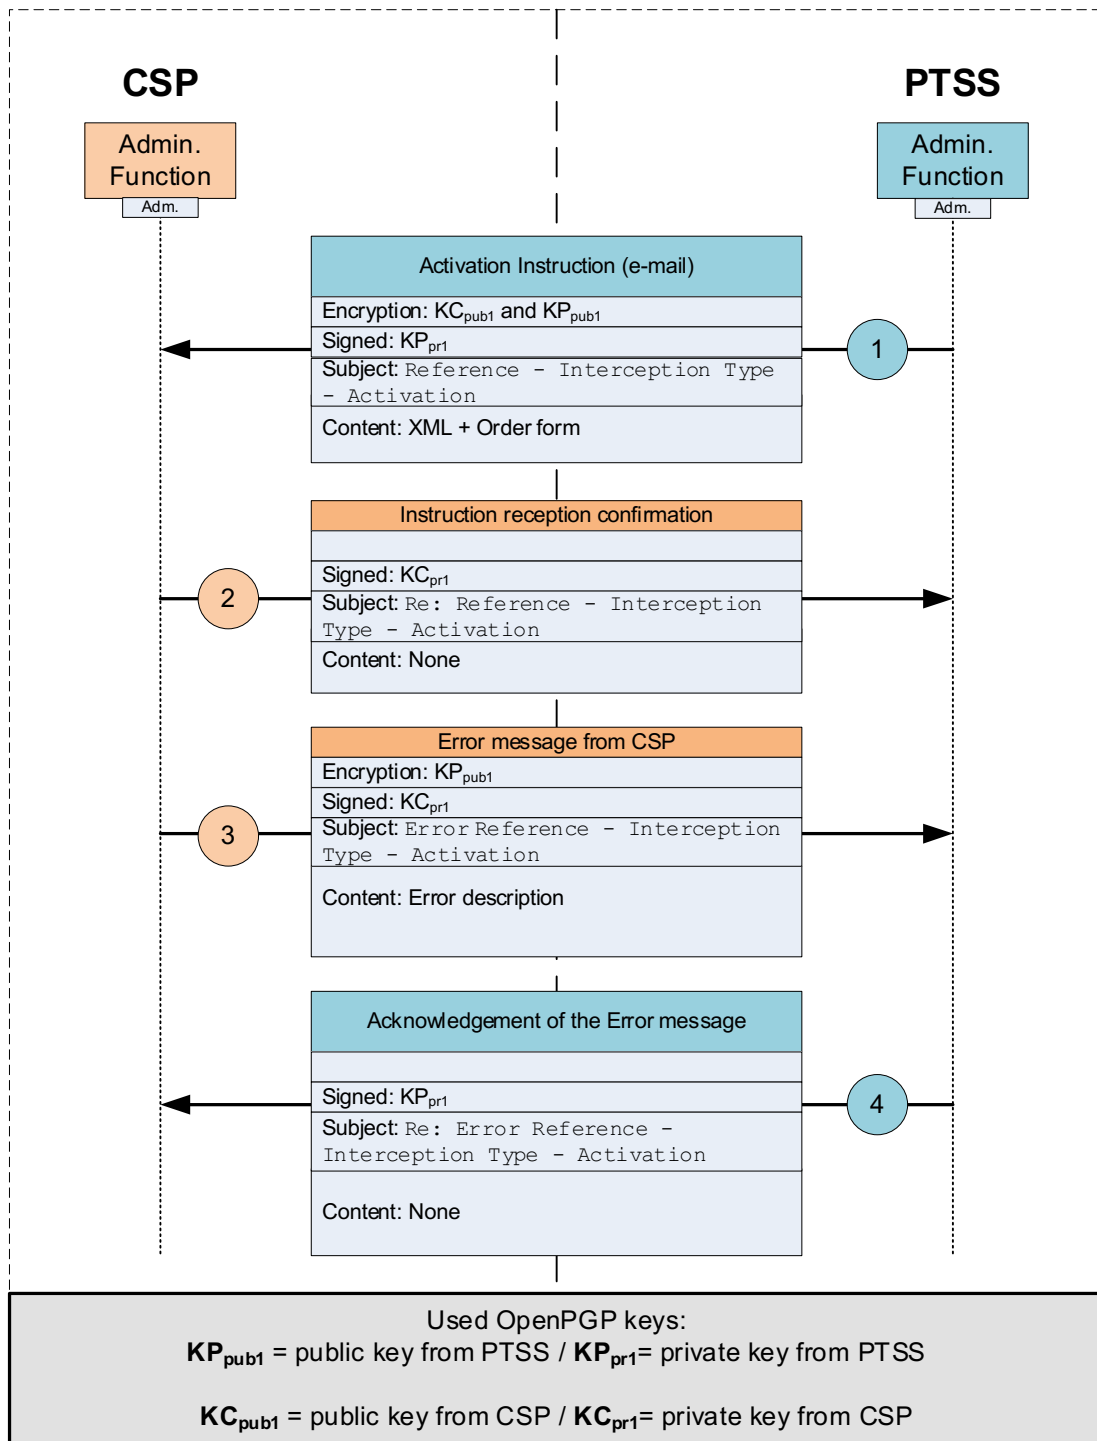 CSP
PTSS
Admin.
Function
Adm.
Admin.
Function
Adm.
Activation Instruction (e-mail)
Encryption: KCpub1 and KPpub1
Signed: KPpr1
Subject: Reference - Interception Type
- Activation
Content: XML + Order form
1
Instruction reception confirmation
Signed: KCpr1
2
Subject: Re: Reference - Interception
Type - Activation
Content: None
Error message from CSP
Encryption: KPpub1
Signed: KCpr1
3
Subject: Error Reference - Interception
Type - Activation
Content: Error description
Acknowledgement of the Error message
Signed: KPpr1
4
Subject: Re: Error Reference -
Interception Type - Activation
Content: None
Used OpenPGP keys:
KPpub1 = public key from PTSS / KPpr1= private key from PTSS
KCpub1 = public key from CSP / KCpr1= private key from CSP